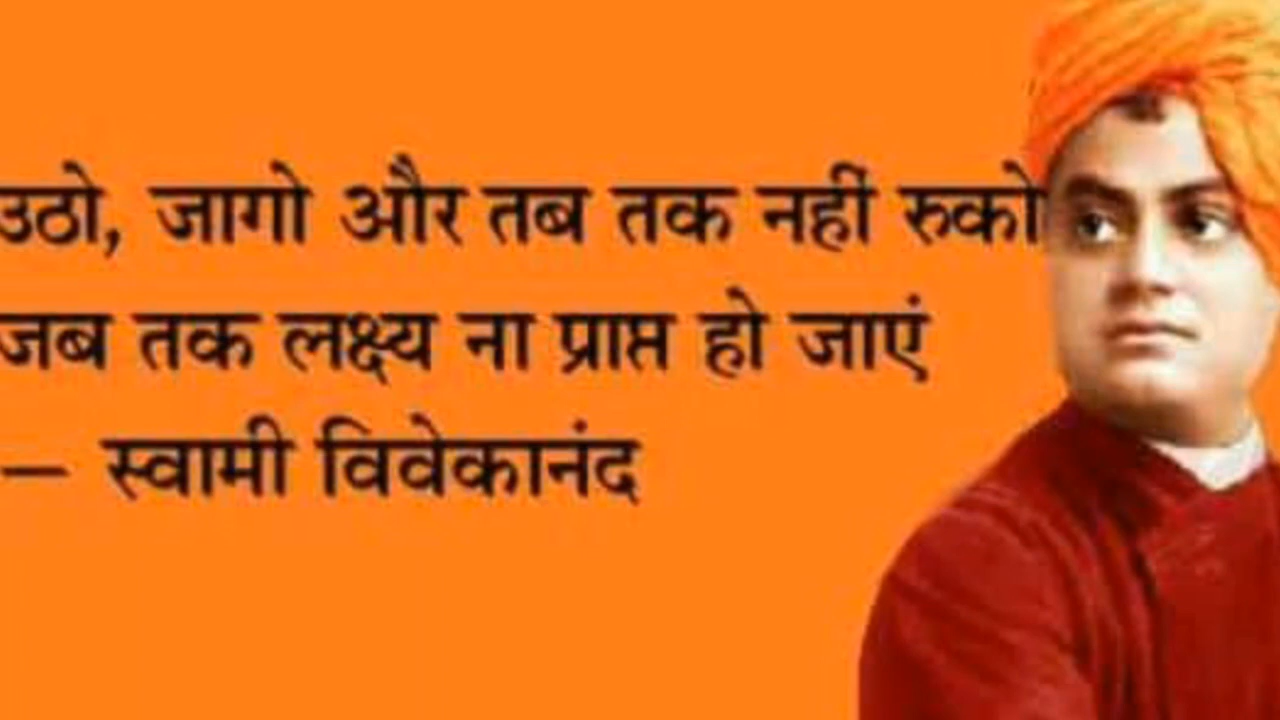 उठो, जागो और तब तक नहीं रुको
जब तक लक्ष्य ना प्राप्त हो जाएं
– स्वामी विवेकानंद